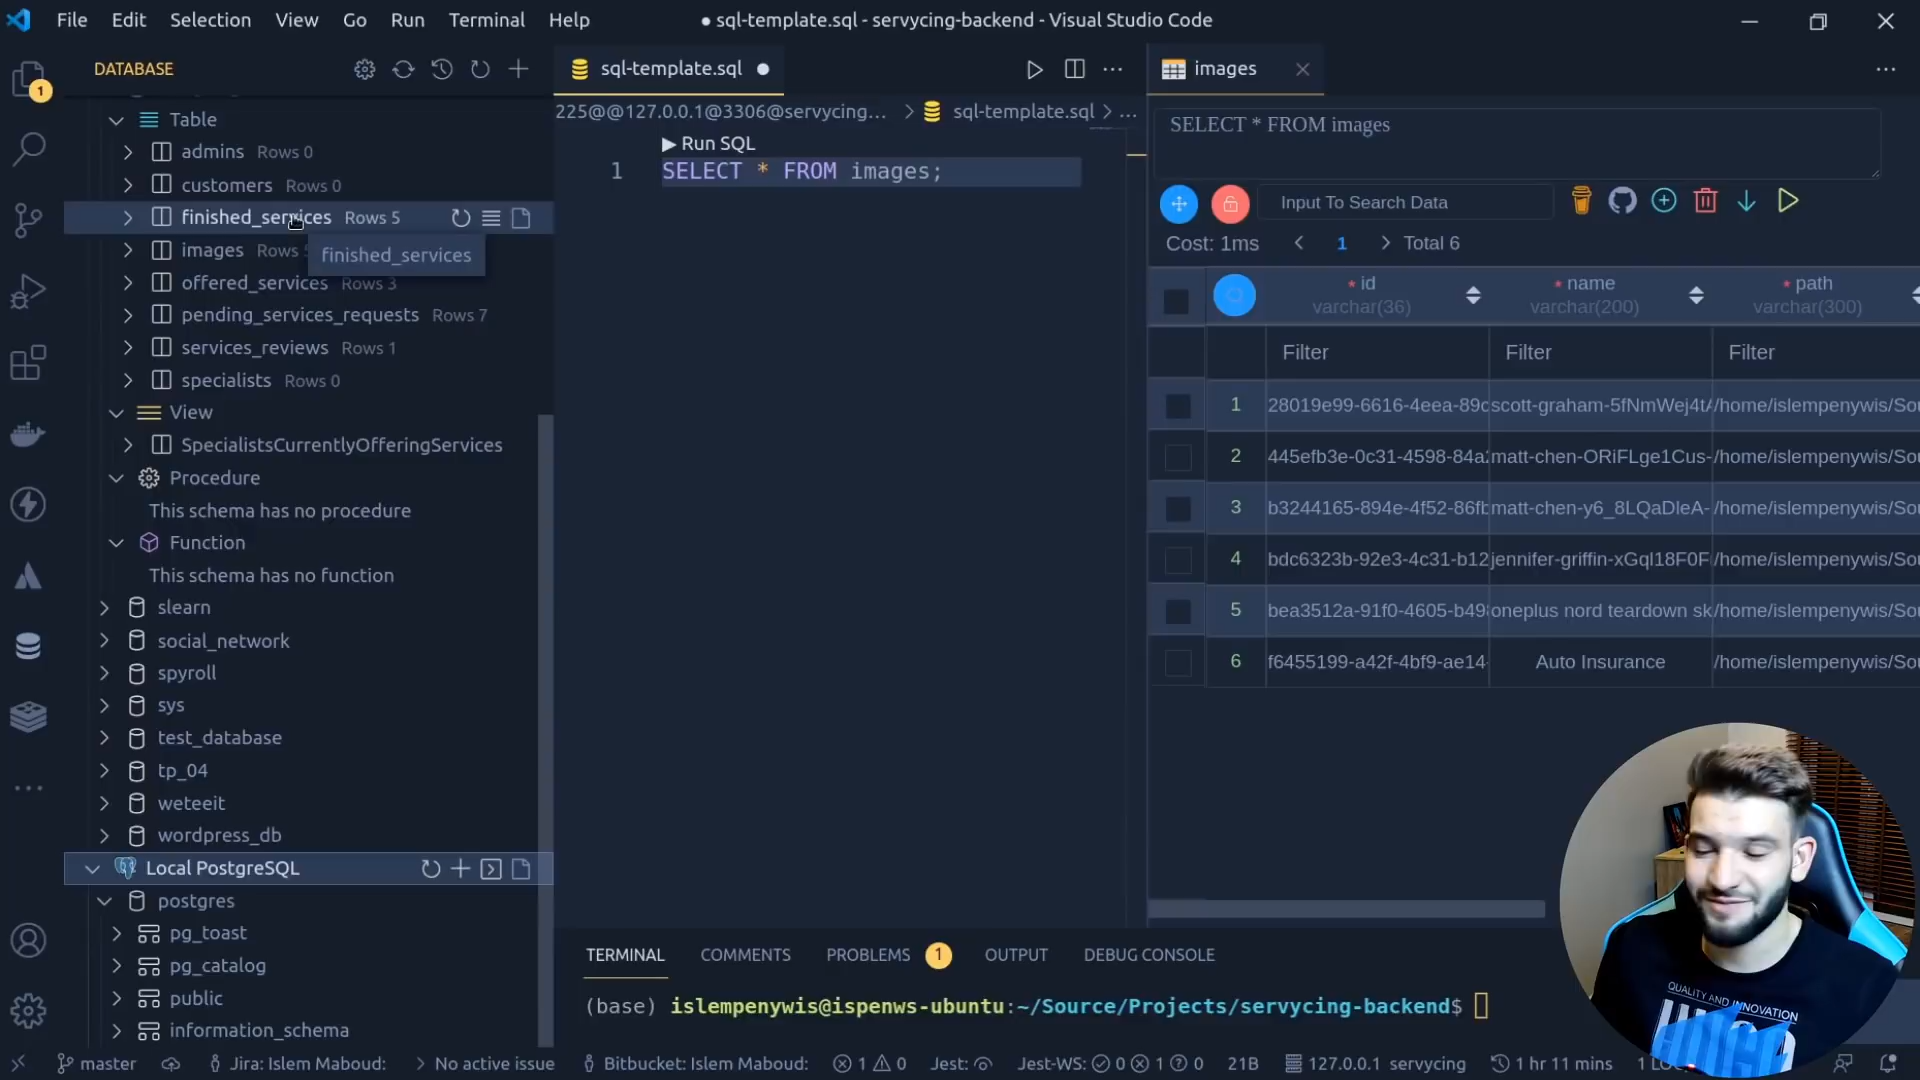 File Edit Selection View Go Run Terminal Help
● sql-template.sql - servycing-backend - Visual Studio Code
1
DATABASE
Table
admins Rows 0
customers Rows 0
finished_services Rows 5
images Rows
finished_services
offered_services Rows 3
pending_services_requests Rows 7
services_reviews Rows 1
specialists Rows 0
View
SpecialistsCurrentlyOfferingServices
Procedure
This schema has no procedure
Function
This schema has no function
slearn
social_network
spyroll
sys
test_database
tp_04
weteeit
wordpress_db
Local PostgreSQL
postgres
pg_toast
pg_catalog
public
information_schema
sql-template.sql
225@@127.0.0.1@3306@servycing... > sql-template.sql > ...
Run SQL
1 SELECT * FROM images;
images
SELECT * FROM images
Input To Search Data
Cost: 1ms 1 Total 6
* id * name * path
varchar(36) varchar(200) varchar(300)
Filter Filter Filter
1 28019e99-6616-4eea-89c scott-graham-5fNmWej4t /home/islempenywis/Sou
2 445efb3e-0c31-4598-84a matt-chen-ORiFLge1Cus- /home/islempenywis/Sou
3 b3244165-894e-4f52-86fb matt-chen-y6_8LQaDleA- /home/islempenywis/Sou
4 bdc6323b-92e3-4c31-b12 jennifer-griffin-xGql18F0F /home/islempenywis/Sou
5 bea3512a-91f0-4605-b49 oneplus nord teardown sk /home/islempenywis/Sou
6 f6455199-a42f-4bf9-ae14- Auto Insurance /home/islempenywis/Sou
TERMINAL COMMENTS PROBLEMS 1 OUTPUT DEBUG CONSOLE
(base) islempenywis@ispenws-ubuntu:~/Source/Projects/servycing-backend$
QUALITY AND INNOVATION
master Jira: Islem Maboud: > No active issue Bitbucket: Islem Maboud: 1 0 Jest: Jest-WS: 0 1 0 21B 127.0.0.1 servycing 1 hr 11 mins